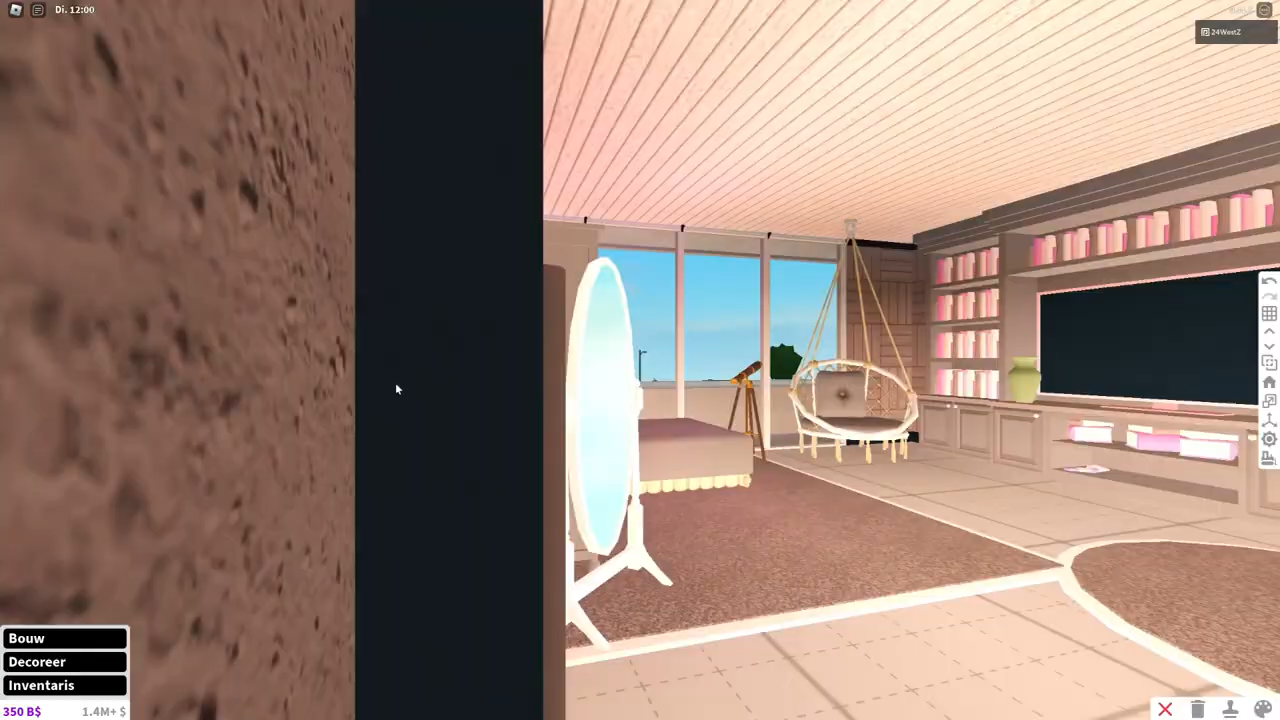 Di. 12:00
24WestZ
Bouw
Decoreer
Inventaris
350 B$
1.4M+ $